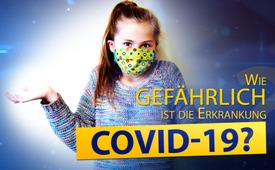 WIE
GEFÄHRLICH
IST DIE ERKRANKUNG
COVID-19?